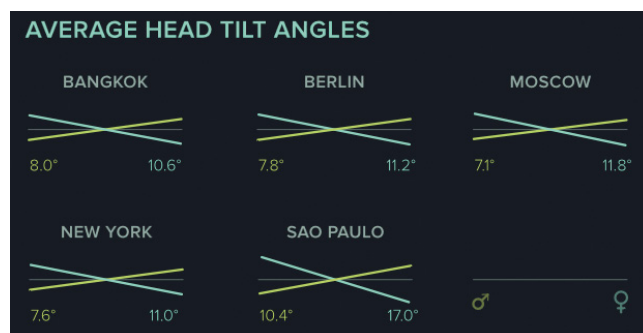 AVERAGE HEAD TILT ANGLES
BANGKOK BERLIN MOSCOW
8.0° 10.6° 7.8° 11.2° 7.1° 11.8°
NEW YORK SAO PAULO
7.6° 11.0° 10.4° 17.0° ♂ ♀